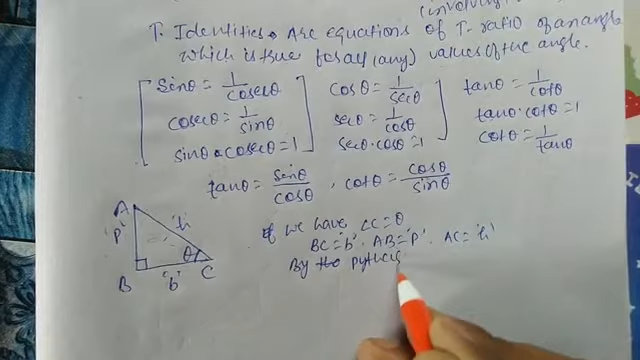 (involving
T. Identities. Are equations of T-ratio of an angle
which is true for all (any) values of the angle.
sinθ = 1/cosecθ cosθ = 1/secθ tanθ = 1/cotθ
cosecθ = 1/sinθ secθ = 1/cosθ tanθ·cotθ = 1
sinθ·cosecθ = 1 secθ·cosθ = 1 cotθ = 1/tanθ
tanθ = sinθ/cosθ , cotθ = cosθ/sinθ
A
'P' 'h'
θ
B 'b' C
If we have ∠C = θ
BC = 'b'. AB = 'P'. AC = 'h'
By the